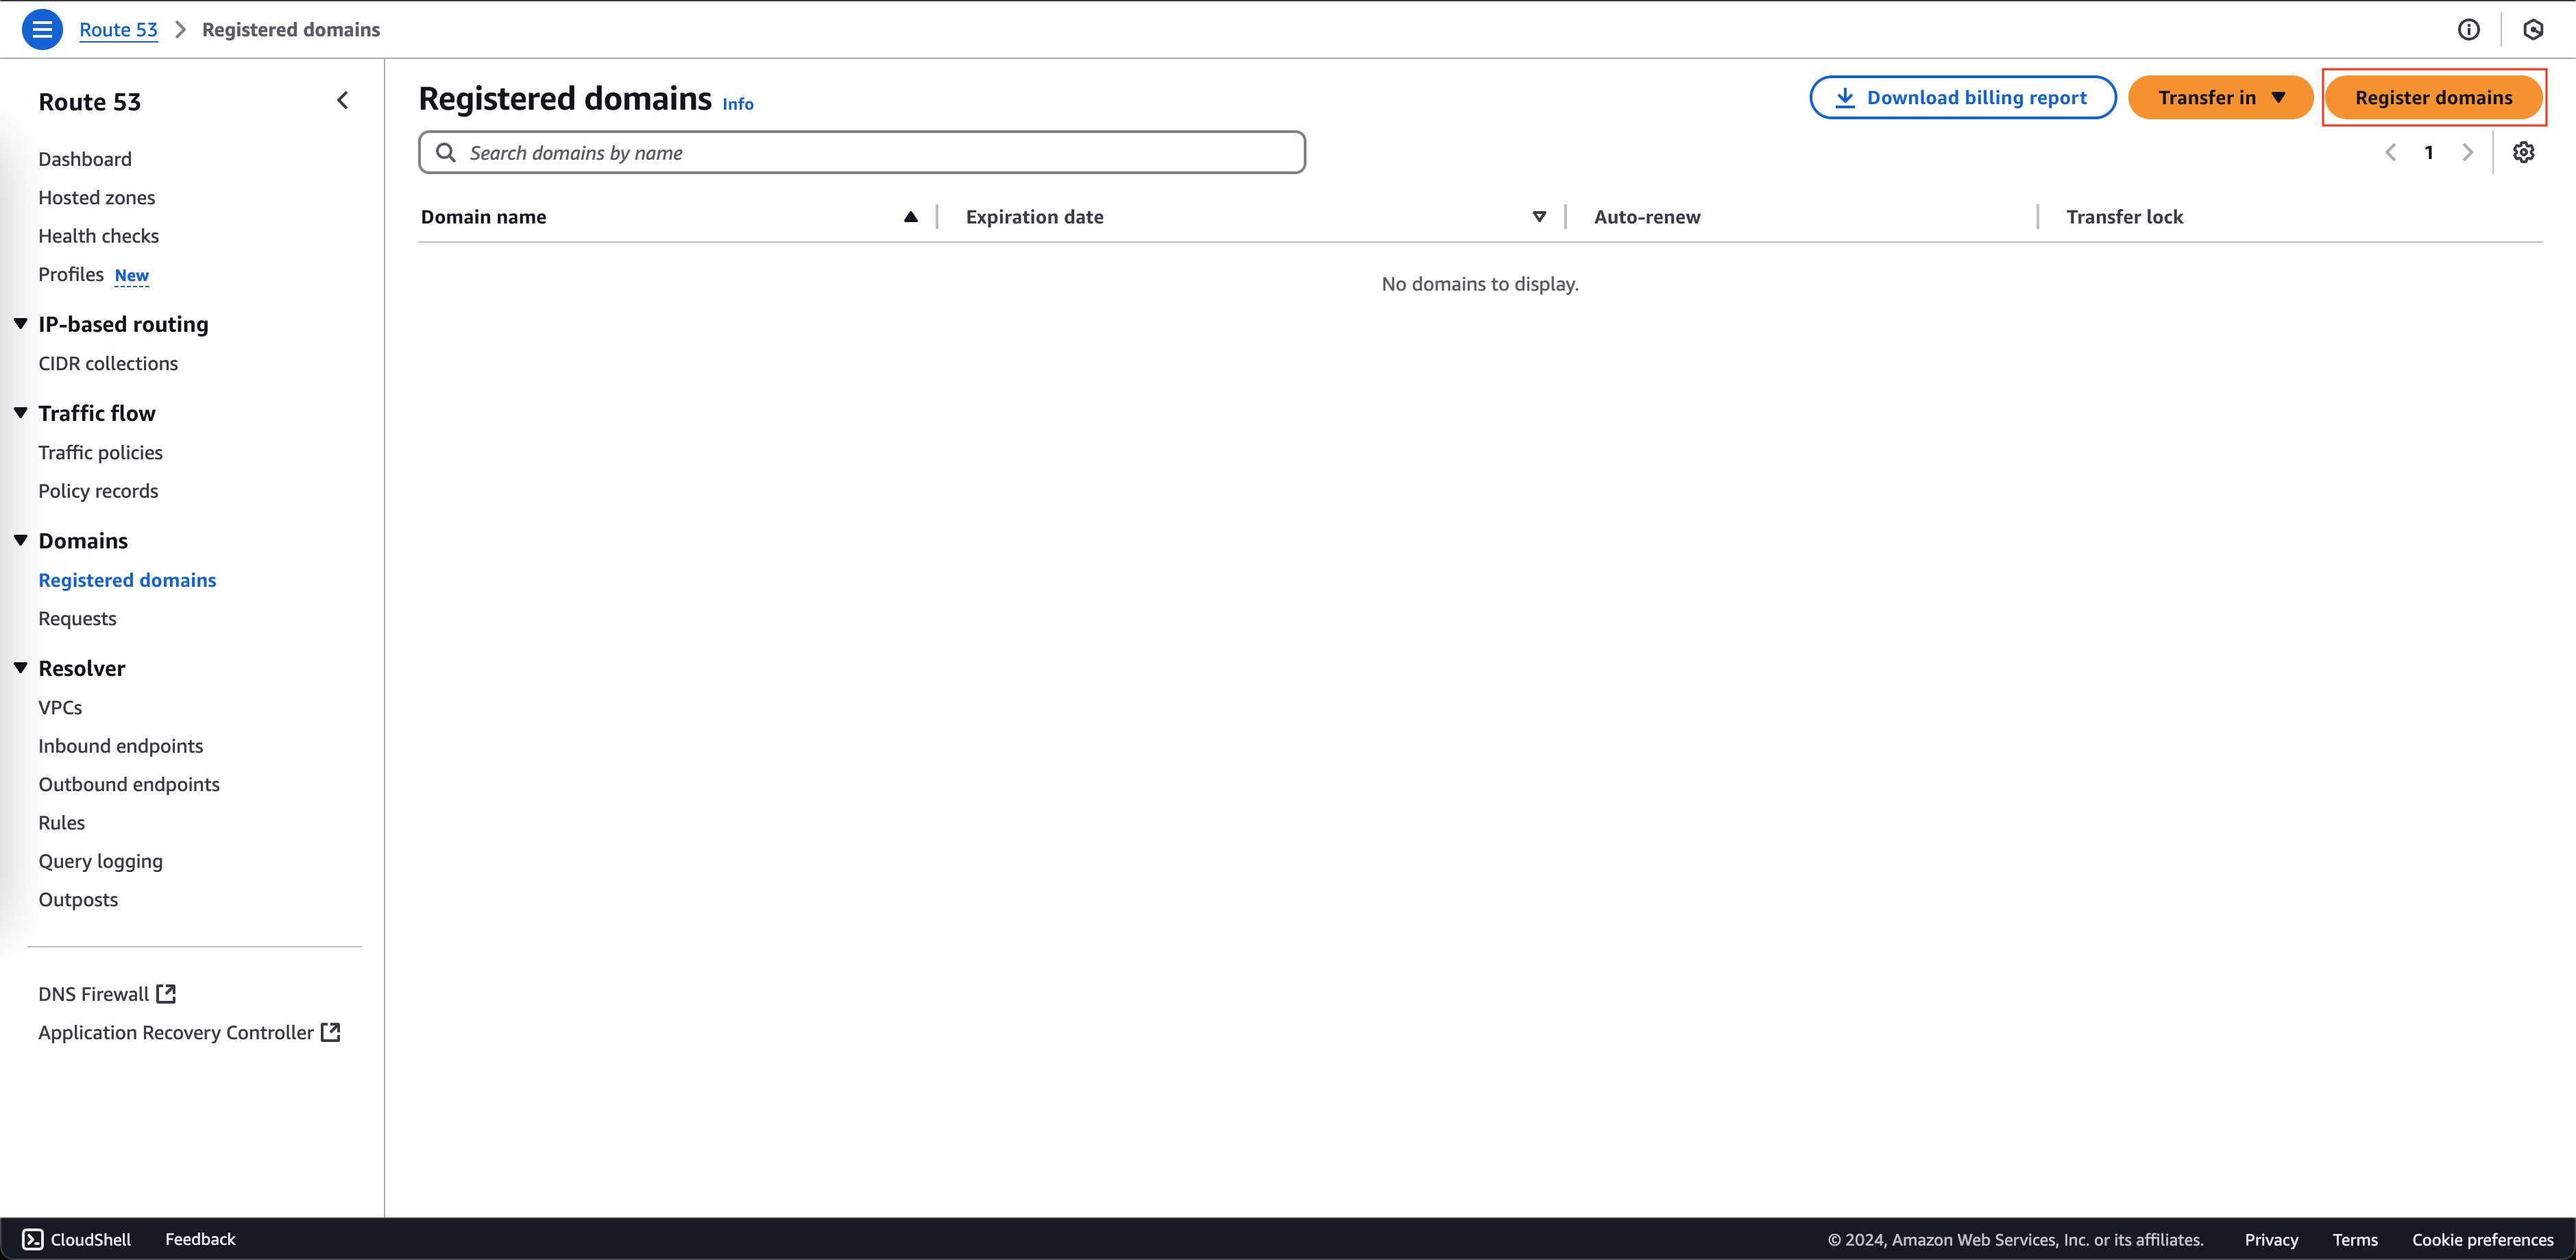 Route 53 > Registered domains
Route 53
Dashboard
Hosted zones
Health checks
Profiles New
IP-based routing
CIDR collections
Traffic flow
Traffic policies
Policy records
Domains
Registered domains
Requests
Resolver
VPCs
Inbound endpoints
Outbound endpoints
Rules
Query logging
Outposts
DNS Firewall
Application Recovery Controller
Registered domains Info
Download billing report
Transfer in
Register domains
Search domains by name
1
Domain name Expiration date Auto-renew Transfer lock
No domains to display.
CloudShell Feedback © 2024, Amazon Web Services, Inc. or its affiliates. Privacy Terms Cookie preferences